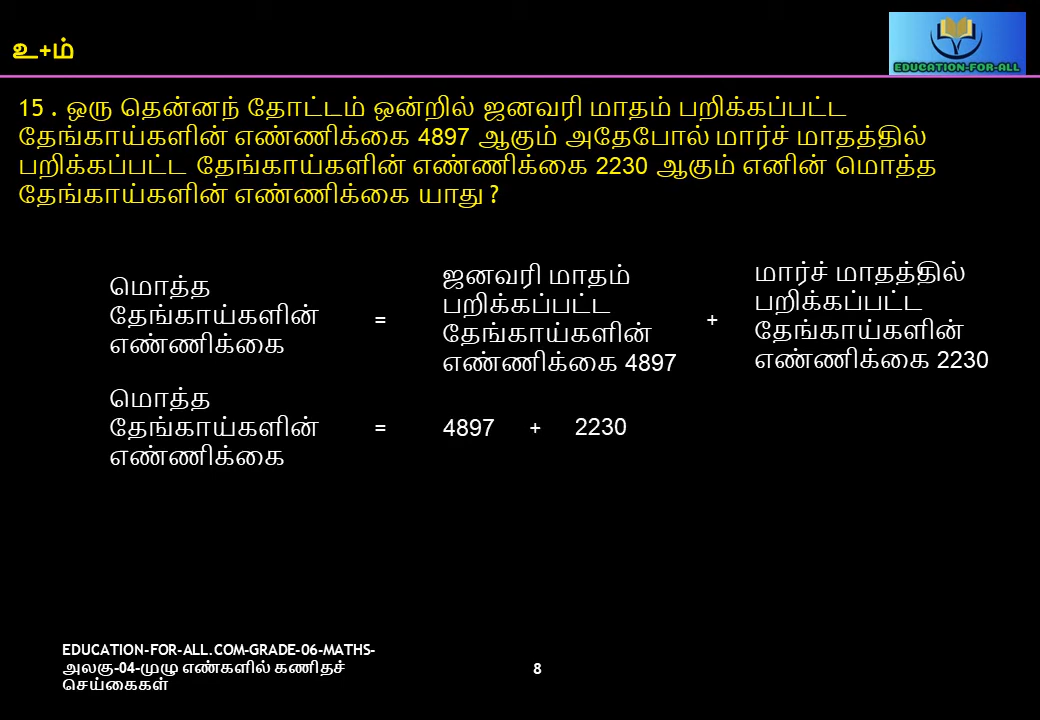 உ+ம்
EDUCATION-FOR-ALL
15 . ஒரு தென்னந் தோட்டம் ஒன்றில் ஜனவரி மாதம் பறிக்கப்பட்ட
தேங்காய்களின் எண்ணிக்கை 4897 ஆகும் அதேபோல் மார்ச் மாதத்தில்
பறிக்கப்பட்ட தேங்காய்களின் எண்ணிக்கை 2230 ஆகும் எனின் மொத்த
தேங்காய்களின் எண்ணிக்கை யாது ?
மொத்த
தேங்காய்களின்
எண்ணிக்கை
=
ஜனவரி மாதம்
பறிக்கப்பட்ட
தேங்காய்களின்
எண்ணிக்கை 4897
+
மார்ச் மாதத்தில்
பறிக்கப்பட்ட
தேங்காய்களின்
எண்ணிக்கை 2230
மொத்த
தேங்காய்களின்
எண்ணிக்கை
=
4897 + 2230
EDUCATION-FOR-ALL.COM-GRADE-06-MATHS-
அலகு-04-முழு எண்களில் கணிதச்
செய்கைகள்
8